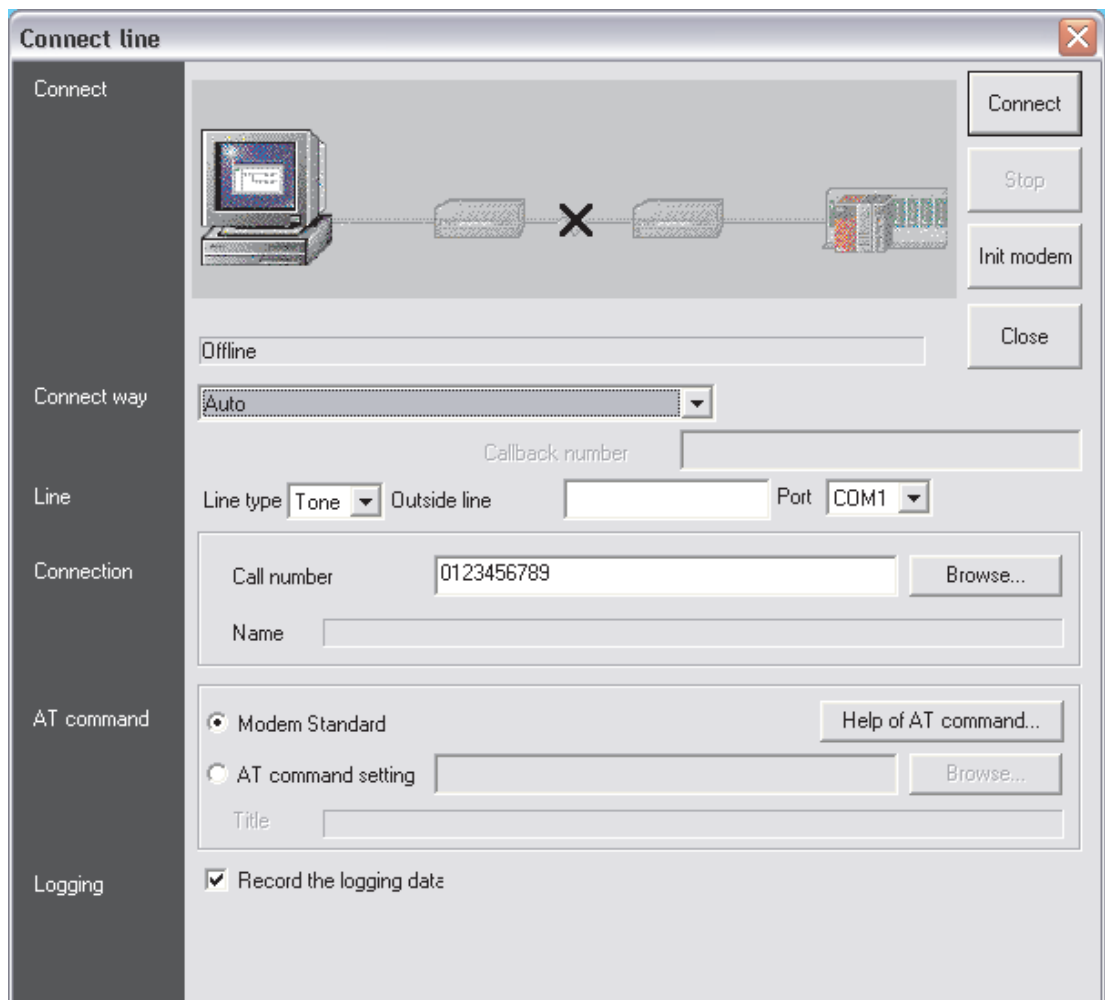 Connect line
Connect
Connect
Stop
Init modem
Close
Offline
Connect way
Auto
Callback number
Line
Line type Tone Outside line Port COM1
Connection
Call number 0123456789 Browse...
Name
AT command
Modem Standard Help of AT command...
AT command setting Browse...
Title
Logging
Record the logging data